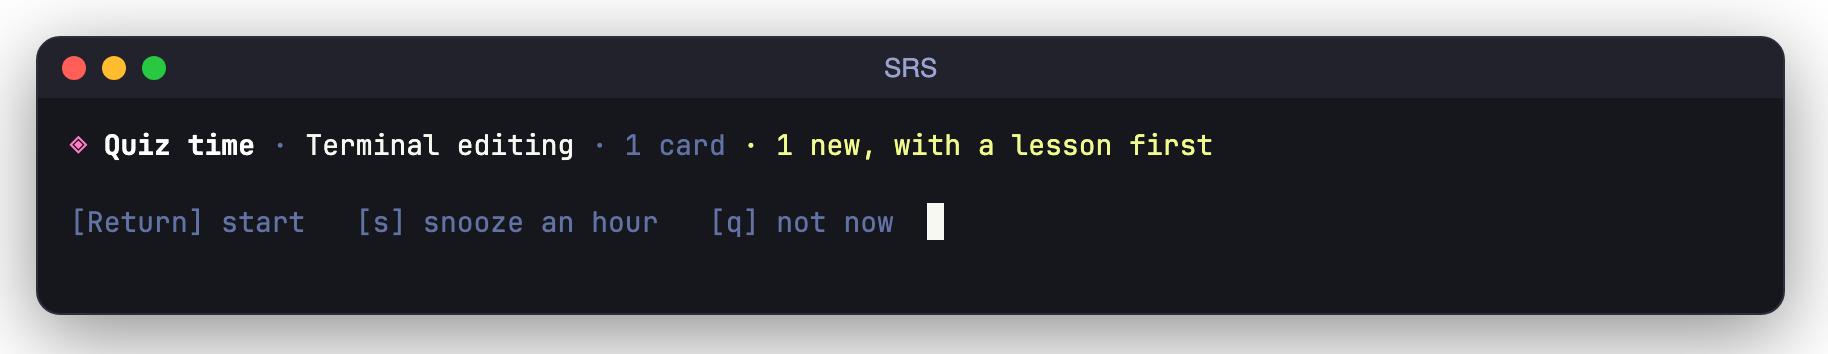 SRS
◈ Quiz time · Terminal editing · 1 card · 1 new, with a lesson first
[Return] start   [s] snooze an hour   [q] not now